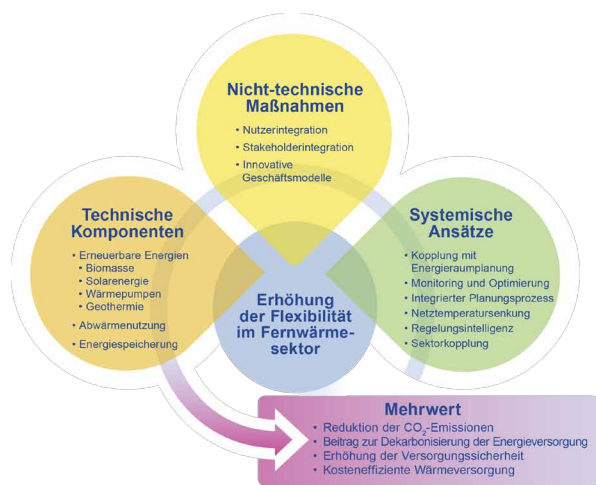 Nicht-technische
Maßnahmen
• Nutzerintegration
• Stakeholderintegration
• Innovative
Geschäftsmodelle
Technische
Komponenten
• Erneuerbare Energien
• Biomasse
• Solarenergie
• Wärmepumpen
• Geothermie
• Abwärmenutzung
• Energiespeicherung
Systemische
Ansätze
• Kopplung mit
Energieraumplanung
• Monitoring und Optimierung
• Integrierter Planungsprozess
• Netztemperatursenkung
• Regelungsintelligenz
• Sektorkopplung
Erhöhung
der Flexibilität
im Fernwärme-
sektor
Mehrwert
• Reduktion der CO₂-Emissionen
• Beitrag zur Dekarbonisierung der Energieversorgung
• Erhöhung der Versorgungssicherheit
• Kosteneffiziente Wärmeversorgung